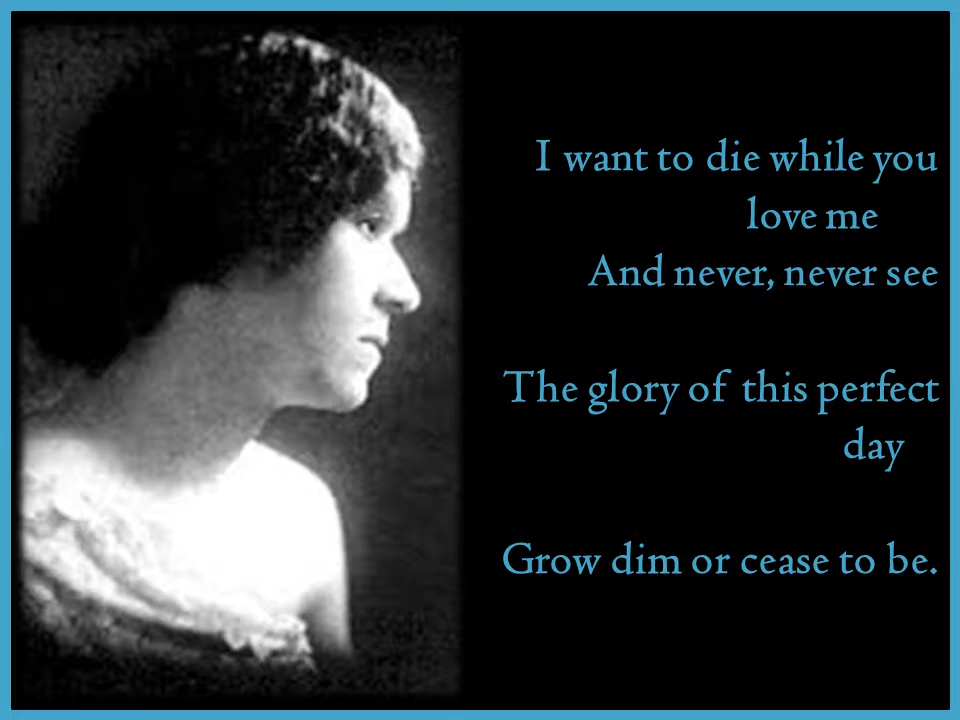 I want to die while you
love me
And never, never see
The glory of this perfect
day
Grow dim or cease to be.